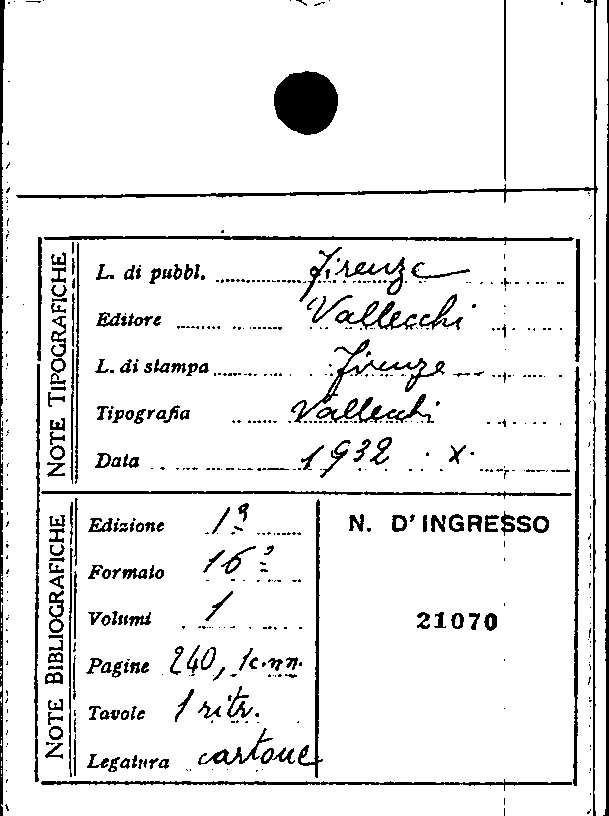 NOTE TIPOGRAFICHE
L. di pubbl. Firenze
Editore Vallecchi
L. di stampa Firenze
Tipografia Vallecchi
Data 1932 . X.
NOTE BIBLIOGRAFICHE
Edizione 1ª
Formato 16º
Volumi 1
Pagine 240, 1c.nn.
Tavole 1 ritr.
Legatura cartone
N. D'INGRESSO
21070